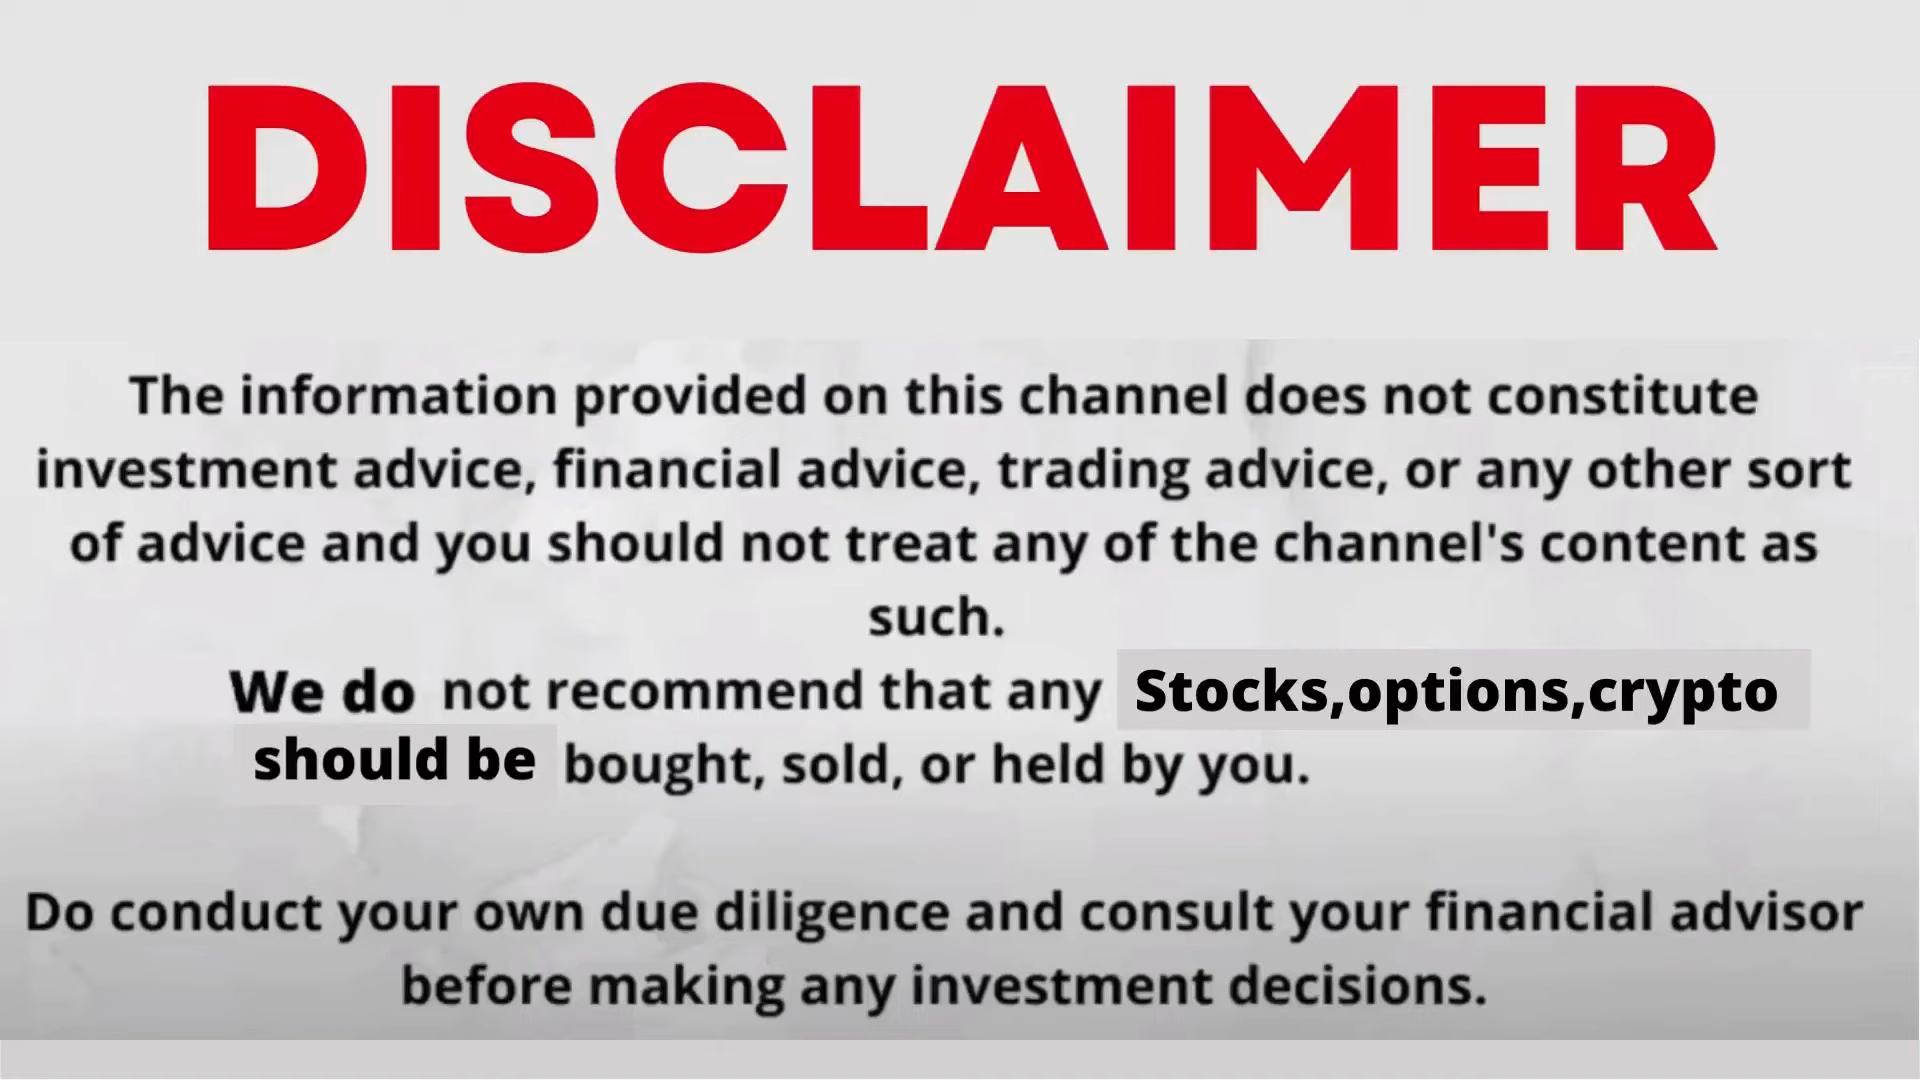 DISCLAIMER
The information provided on this channel does not constitute
investment advice, financial advice, trading advice, or any other sort
of advice and you should not treat any of the channel's content as
such.
We do not recommend that any Stocks,options,crypto
should be bought, sold, or held by you.
Do conduct your own due diligence and consult your financial advisor
before making any investment decisions.